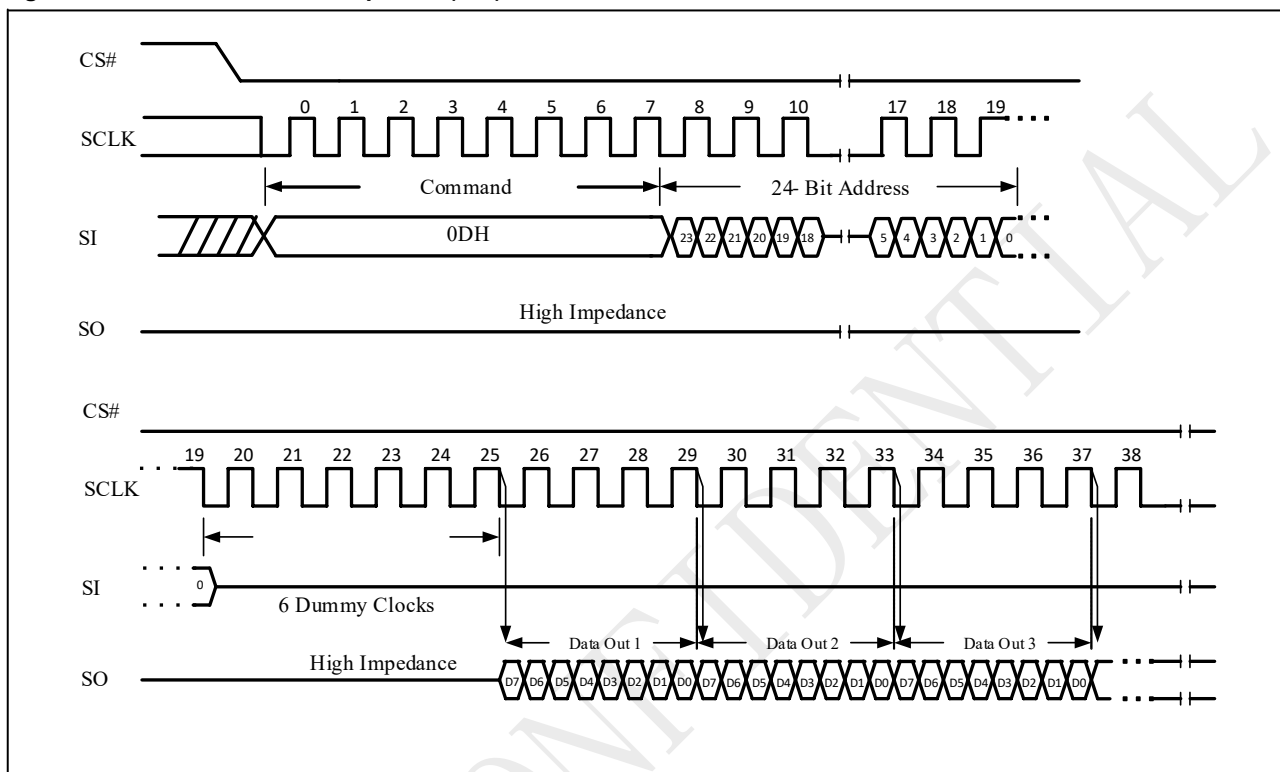 CS#
0 1 2 3 4 5 6 7 8 9 10 17 18 19
SCLK
Command 24- Bit Address
SI 0DH 23 22 21 20 19 18 5 4 3 2 1 0
High Impedance
SO
CS#
19 20 21 22 23 24 25 26 27 28 29 30 31 32 33 34 35 36 37 38
SCLK
SI 0
6 Dummy Clocks
Data Out 1 Data Out 2 Data Out 3
High Impedance
SO D7 D6 D5 D4 D3 D2 D1 D0 D7 D6 D5 D4 D3 D2 D1 D0 D7 D6 D5 D4 D3 D2 D1 D0
CONFIDENTIAL